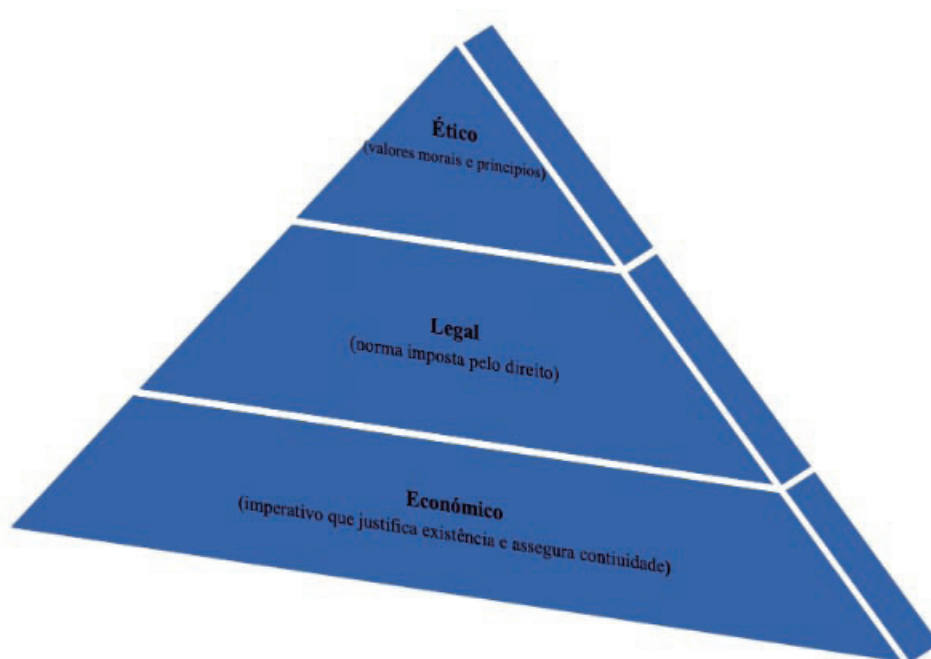 Ético
(valores morais e princípios)
Legal
(norma imposta pelo direito)
Económico
(imperativo que justifica existência e assegura contiuidade)